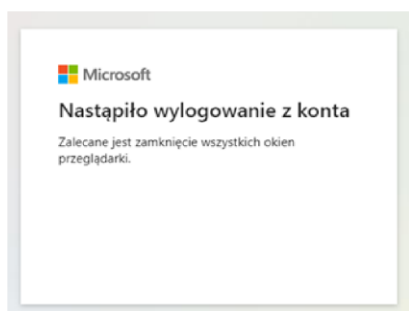 Microsoft
Nastąpiło wylogowanie z konta
Zalecane jest zamknięcie wszystkich okien
przeglądarki.